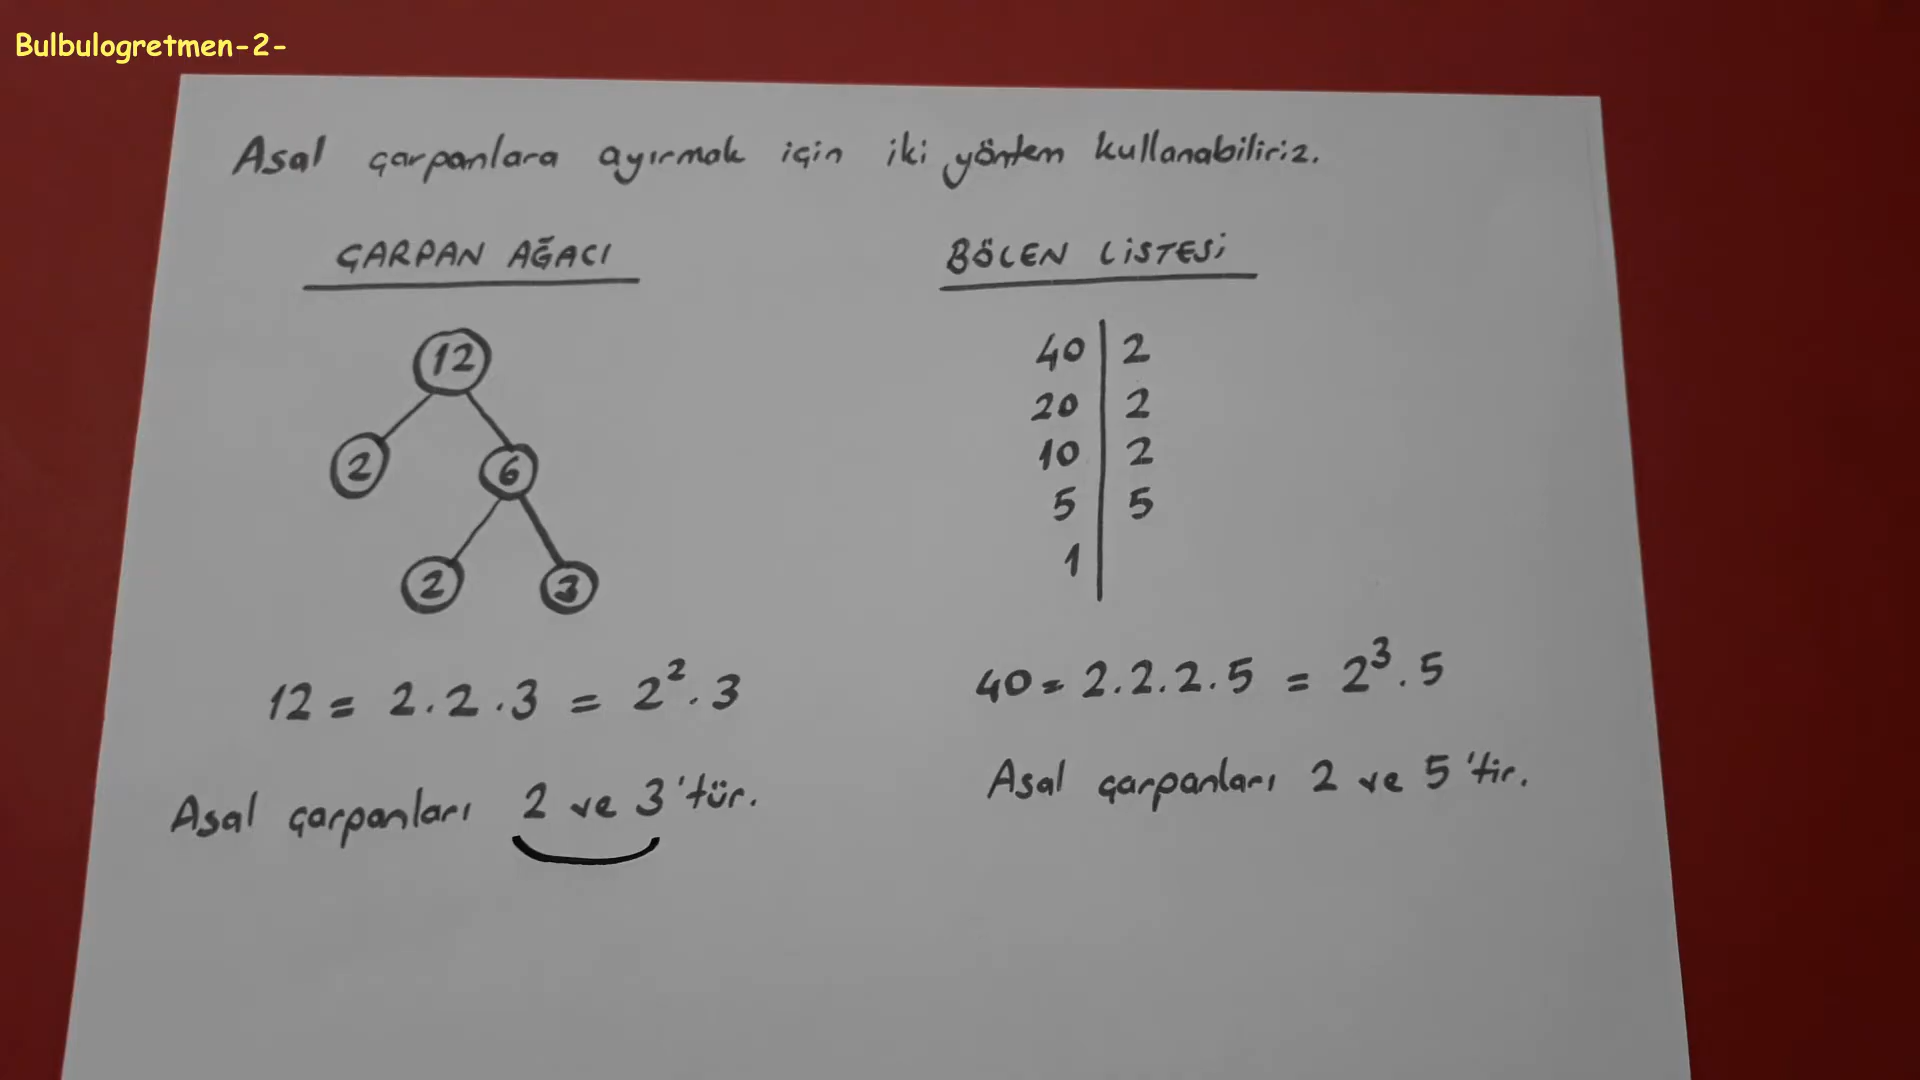 Bulbulogretmen-2-
Asal çarpanlara ayırmak için iki yöntem kullanabiliriz.
ÇARPAN AĞACI
12
2 6
2 3
12 = 2.2.3 = 2².3
Asal çarpanları 2 ve 3'tür.
BÖLEN LİSTESİ
40 | 2
20 | 2
10 | 2
5 | 5
1 |
40 = 2.2.2.5 = 2³.5
Asal çarpanları 2 ve 5'tir.